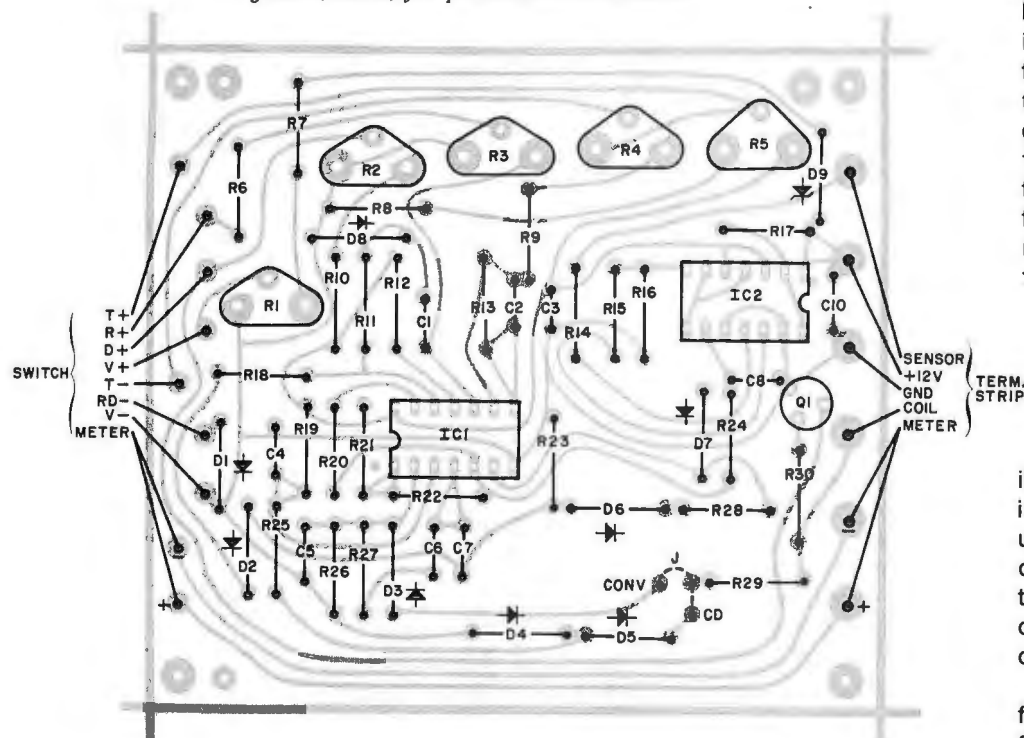 R7
R2
R3
R4
R5
R6
D9
R8
R9
R17
D8
R10
R11
R12
C1
R13
C2
C3
R14
R15
R16
IC2
C10
R1
SWITCH
T+
R+
D+
V+
T−
RD−
V−
METER
SENSOR
+12V
GND
COIL
METER
TERM.
STRIP
R18
C8
Q1
D1
C4
R19
R20
R21
IC1
R22
R23
D7
R24
R30
D2
R25
C5
R26
R27
D3
C6
C7
D6
R28
CONV
J
R29
CD
D4
D5
−
+
−
+